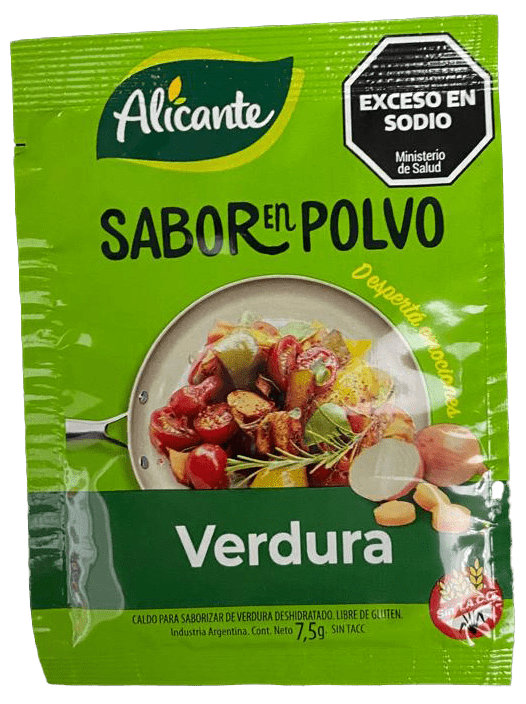 Alicante
EXCESO EN
SODIO
Ministerio
de Salud
SABOR EN POLVO
Despertá emociones
Verdura
Sin T.A.C.C.
CALDO PARA SABORIZAR DE VERDURA DESHIDRATADO. LIBRE DE GLUTEN.
Industria Argentina. Cont. Neto 7,5g. SIN TACC